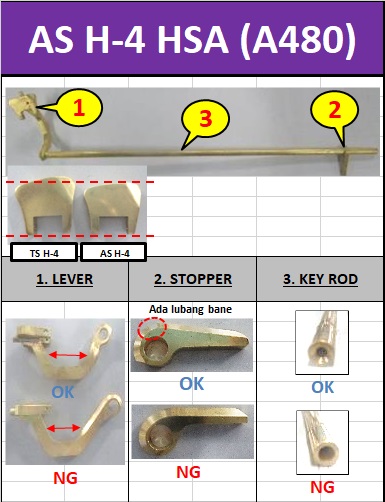 AS H-4 HSA (A480)
1
3
2
TS H-4
AS H-4
1. LEVER
2. STOPPER
3. KEY ROD
Ada lubang bane
OK
OK
OK
NG
NG
NG